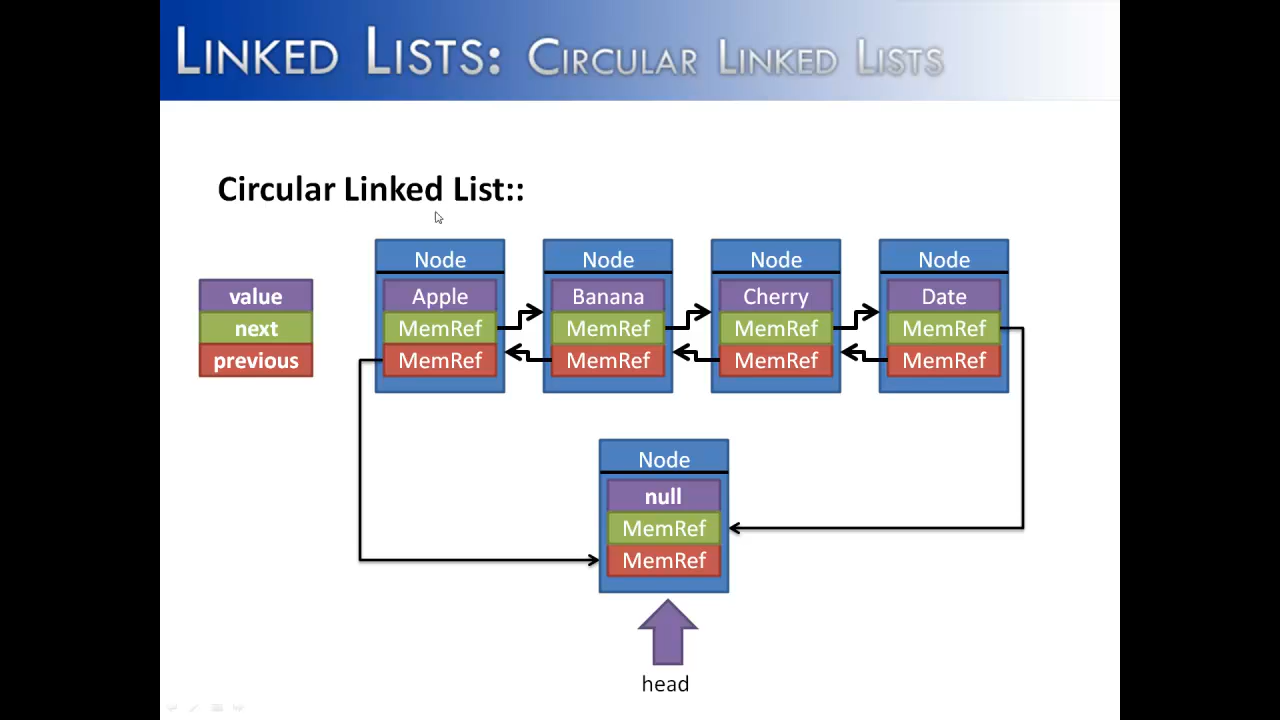 LINKED LISTS: CIRCULAR LINKED LISTS
Circular Linked List::
value
next
previous
Node
Apple
MemRef
MemRef
Node
Banana
MemRef
MemRef
Node
Cherry
MemRef
MemRef
Node
Date
MemRef
MemRef
Node
null
MemRef
MemRef
head